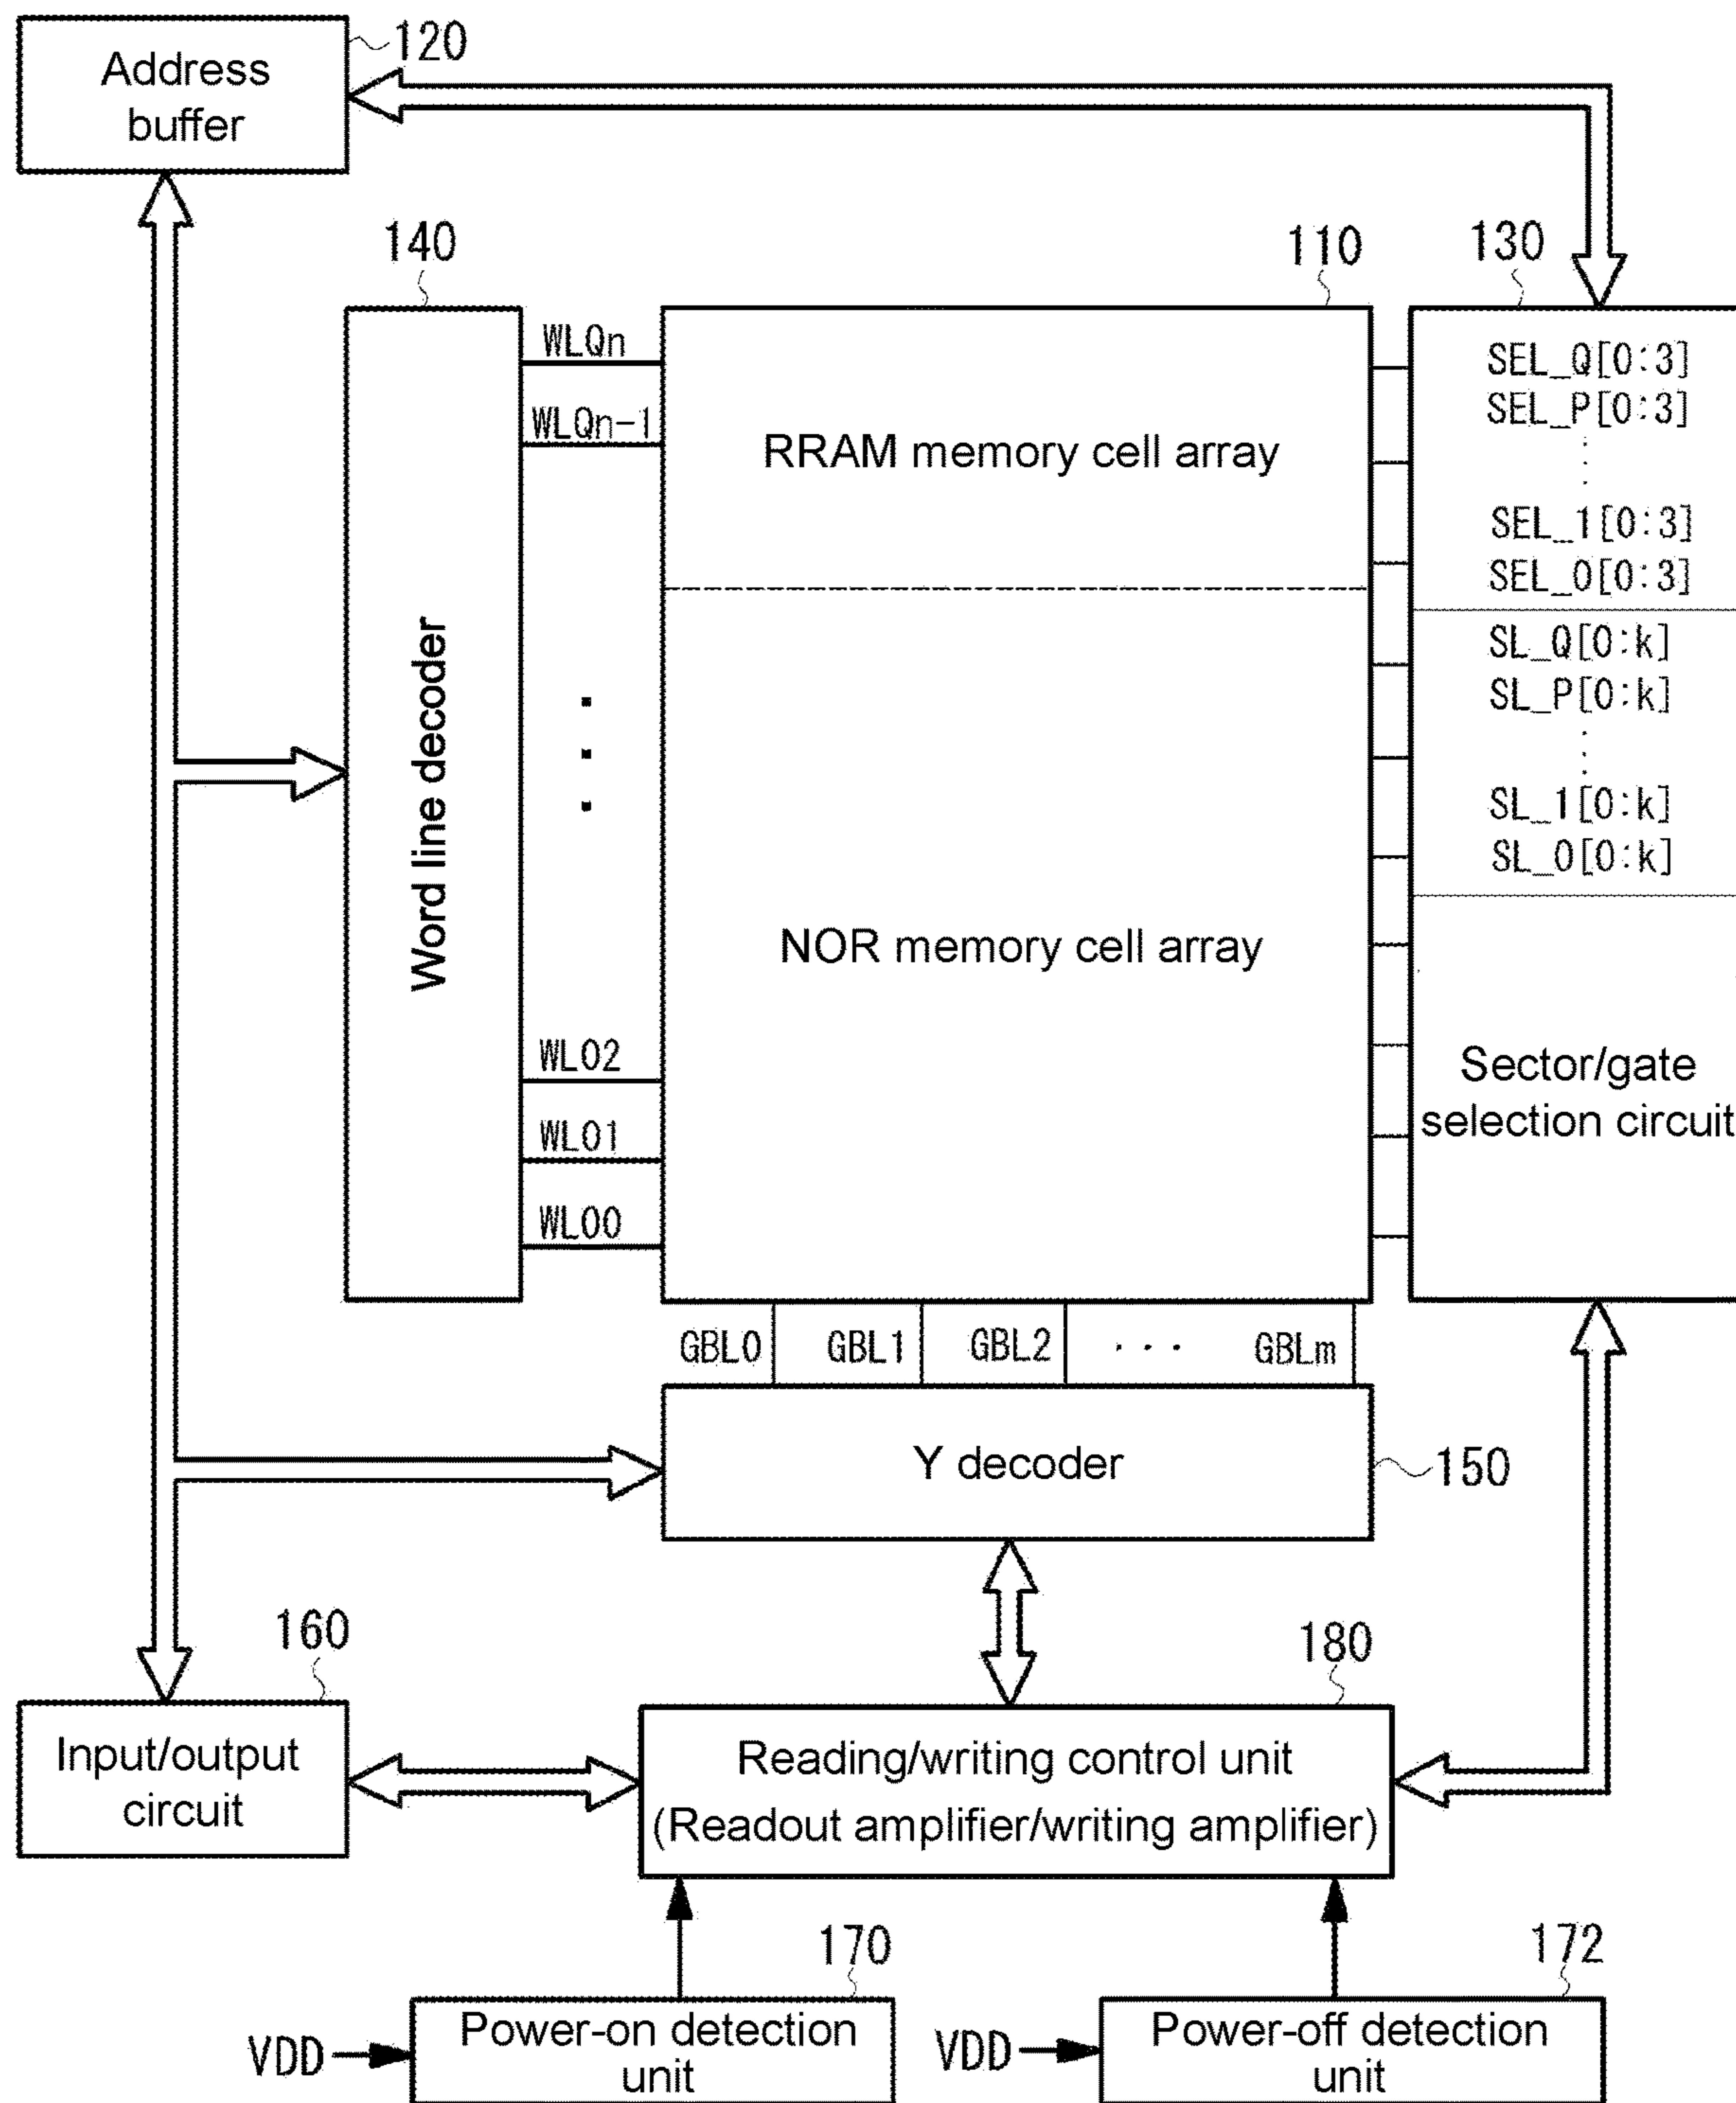 120
Address
buffer
140
110
130
WLQn
SEL_Q[0:3]
SEL_P[0:3]
WLQn-1
RRAM memory cell array
SEL_1[0:3]
SEL_0[0:3]
SL_Q[0:k]
SL_P[0:k]
Word line decoder
SL_1[0:k]
SL_0[0:k]
NOR memory cell array
WL02
Sector/gate
selection circuit
WL01
WL00
GBL0 GBL1 GBL2 ... GBLm
Y decoder
150
160
180
Input/output
circuit
Reading/writing control unit
(Readout amplifier/writing amplifier)
170
172
VDD
Power-on detection
unit
VDD
Power-off detection
unit